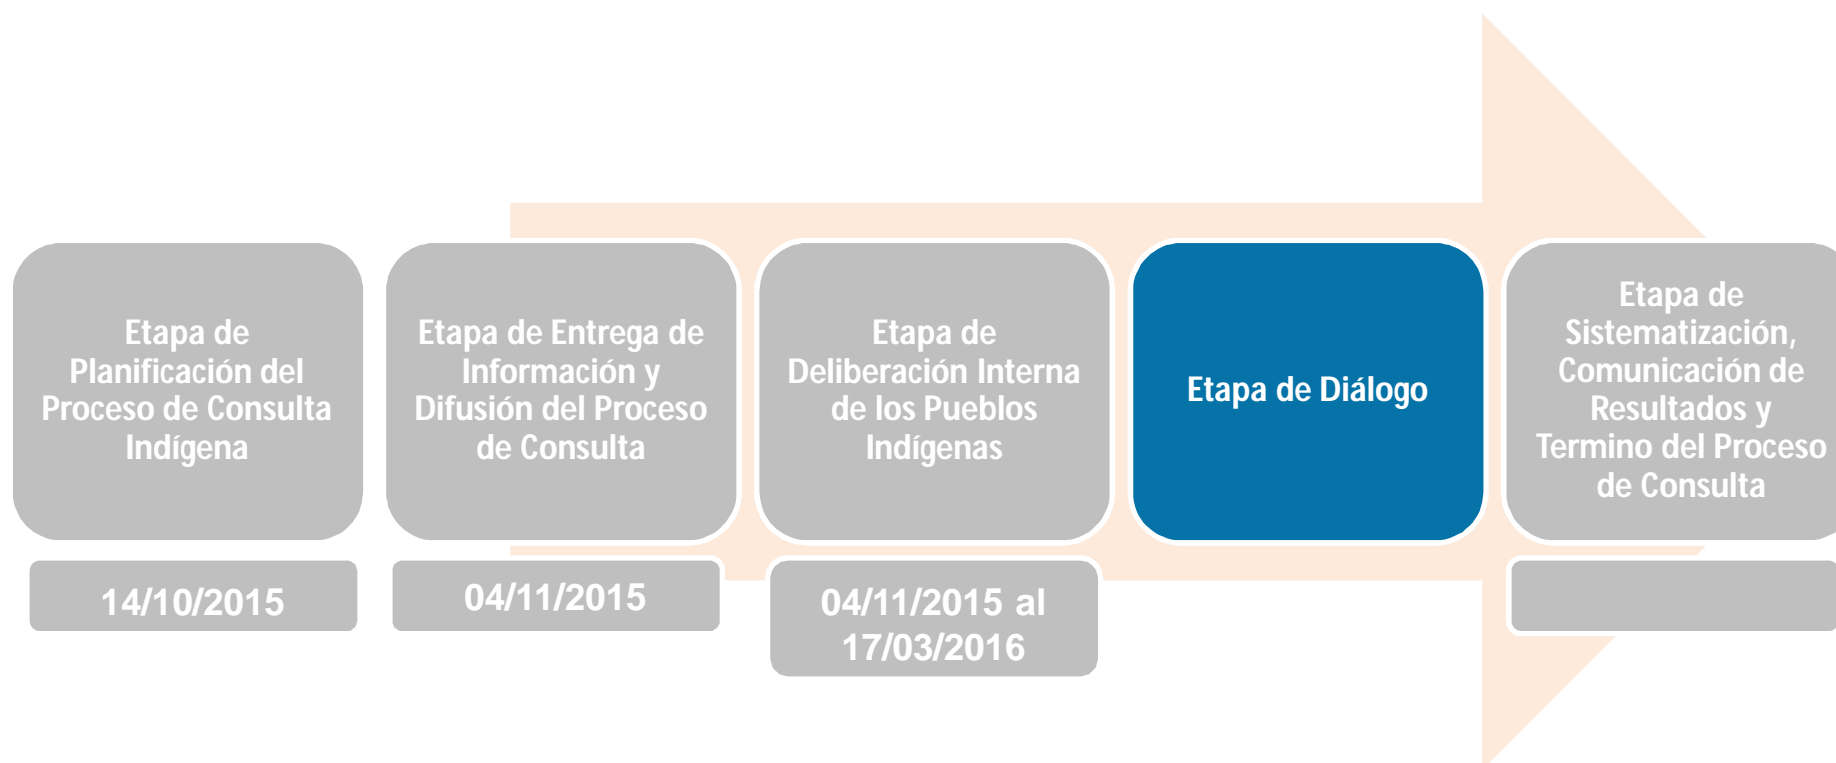 Etapa de
Planificación del
Proceso de Consulta
Indígena
14/10/2015
Etapa de Entrega de
Información y
Difusión del Proceso
de Consulta
04/11/2015
Etapa de
Deliberación Interna
de los Pueblos
Indígenas
04/11/2015 al
17/03/2016
Etapa de Diálogo
Etapa de
Sistematización,
Comunicación de
Resultados y
Termino del Proceso
de Consulta